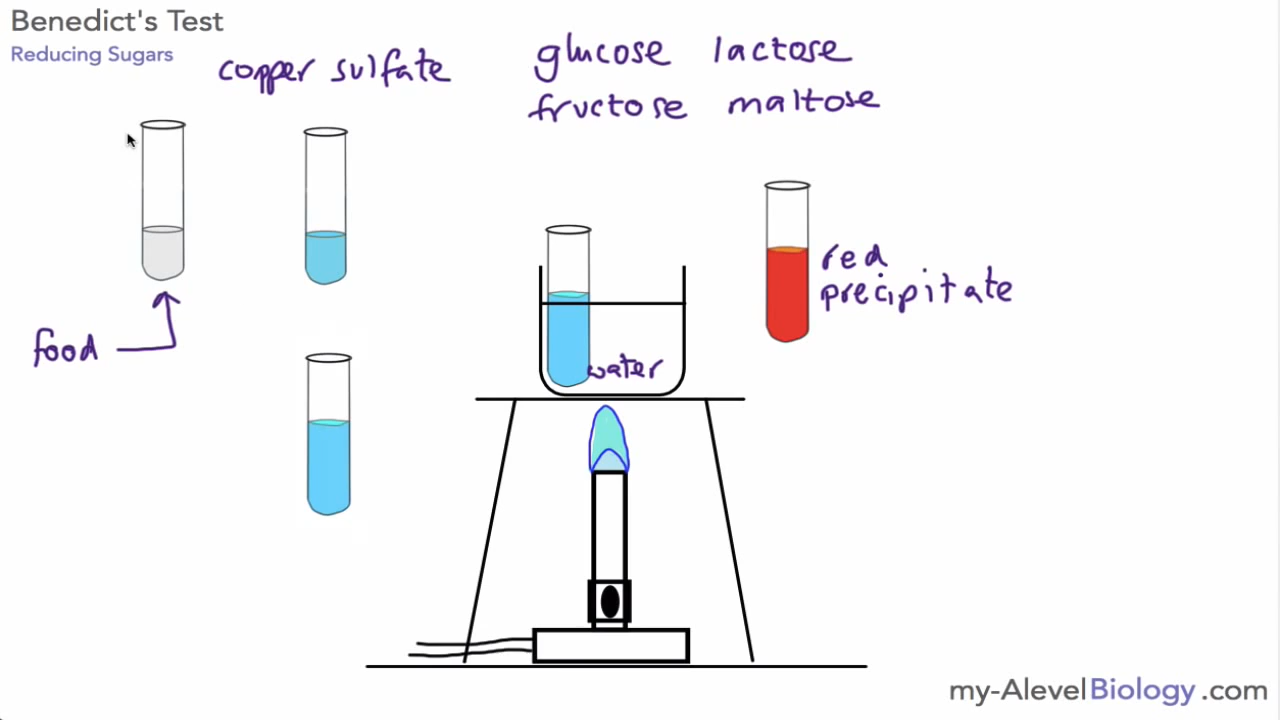 Benedict's Test
Reducing Sugars
copper sulfate
glucose lactose
fructose maltose
red
precipitate
food
water
my-AlevelBiology.com